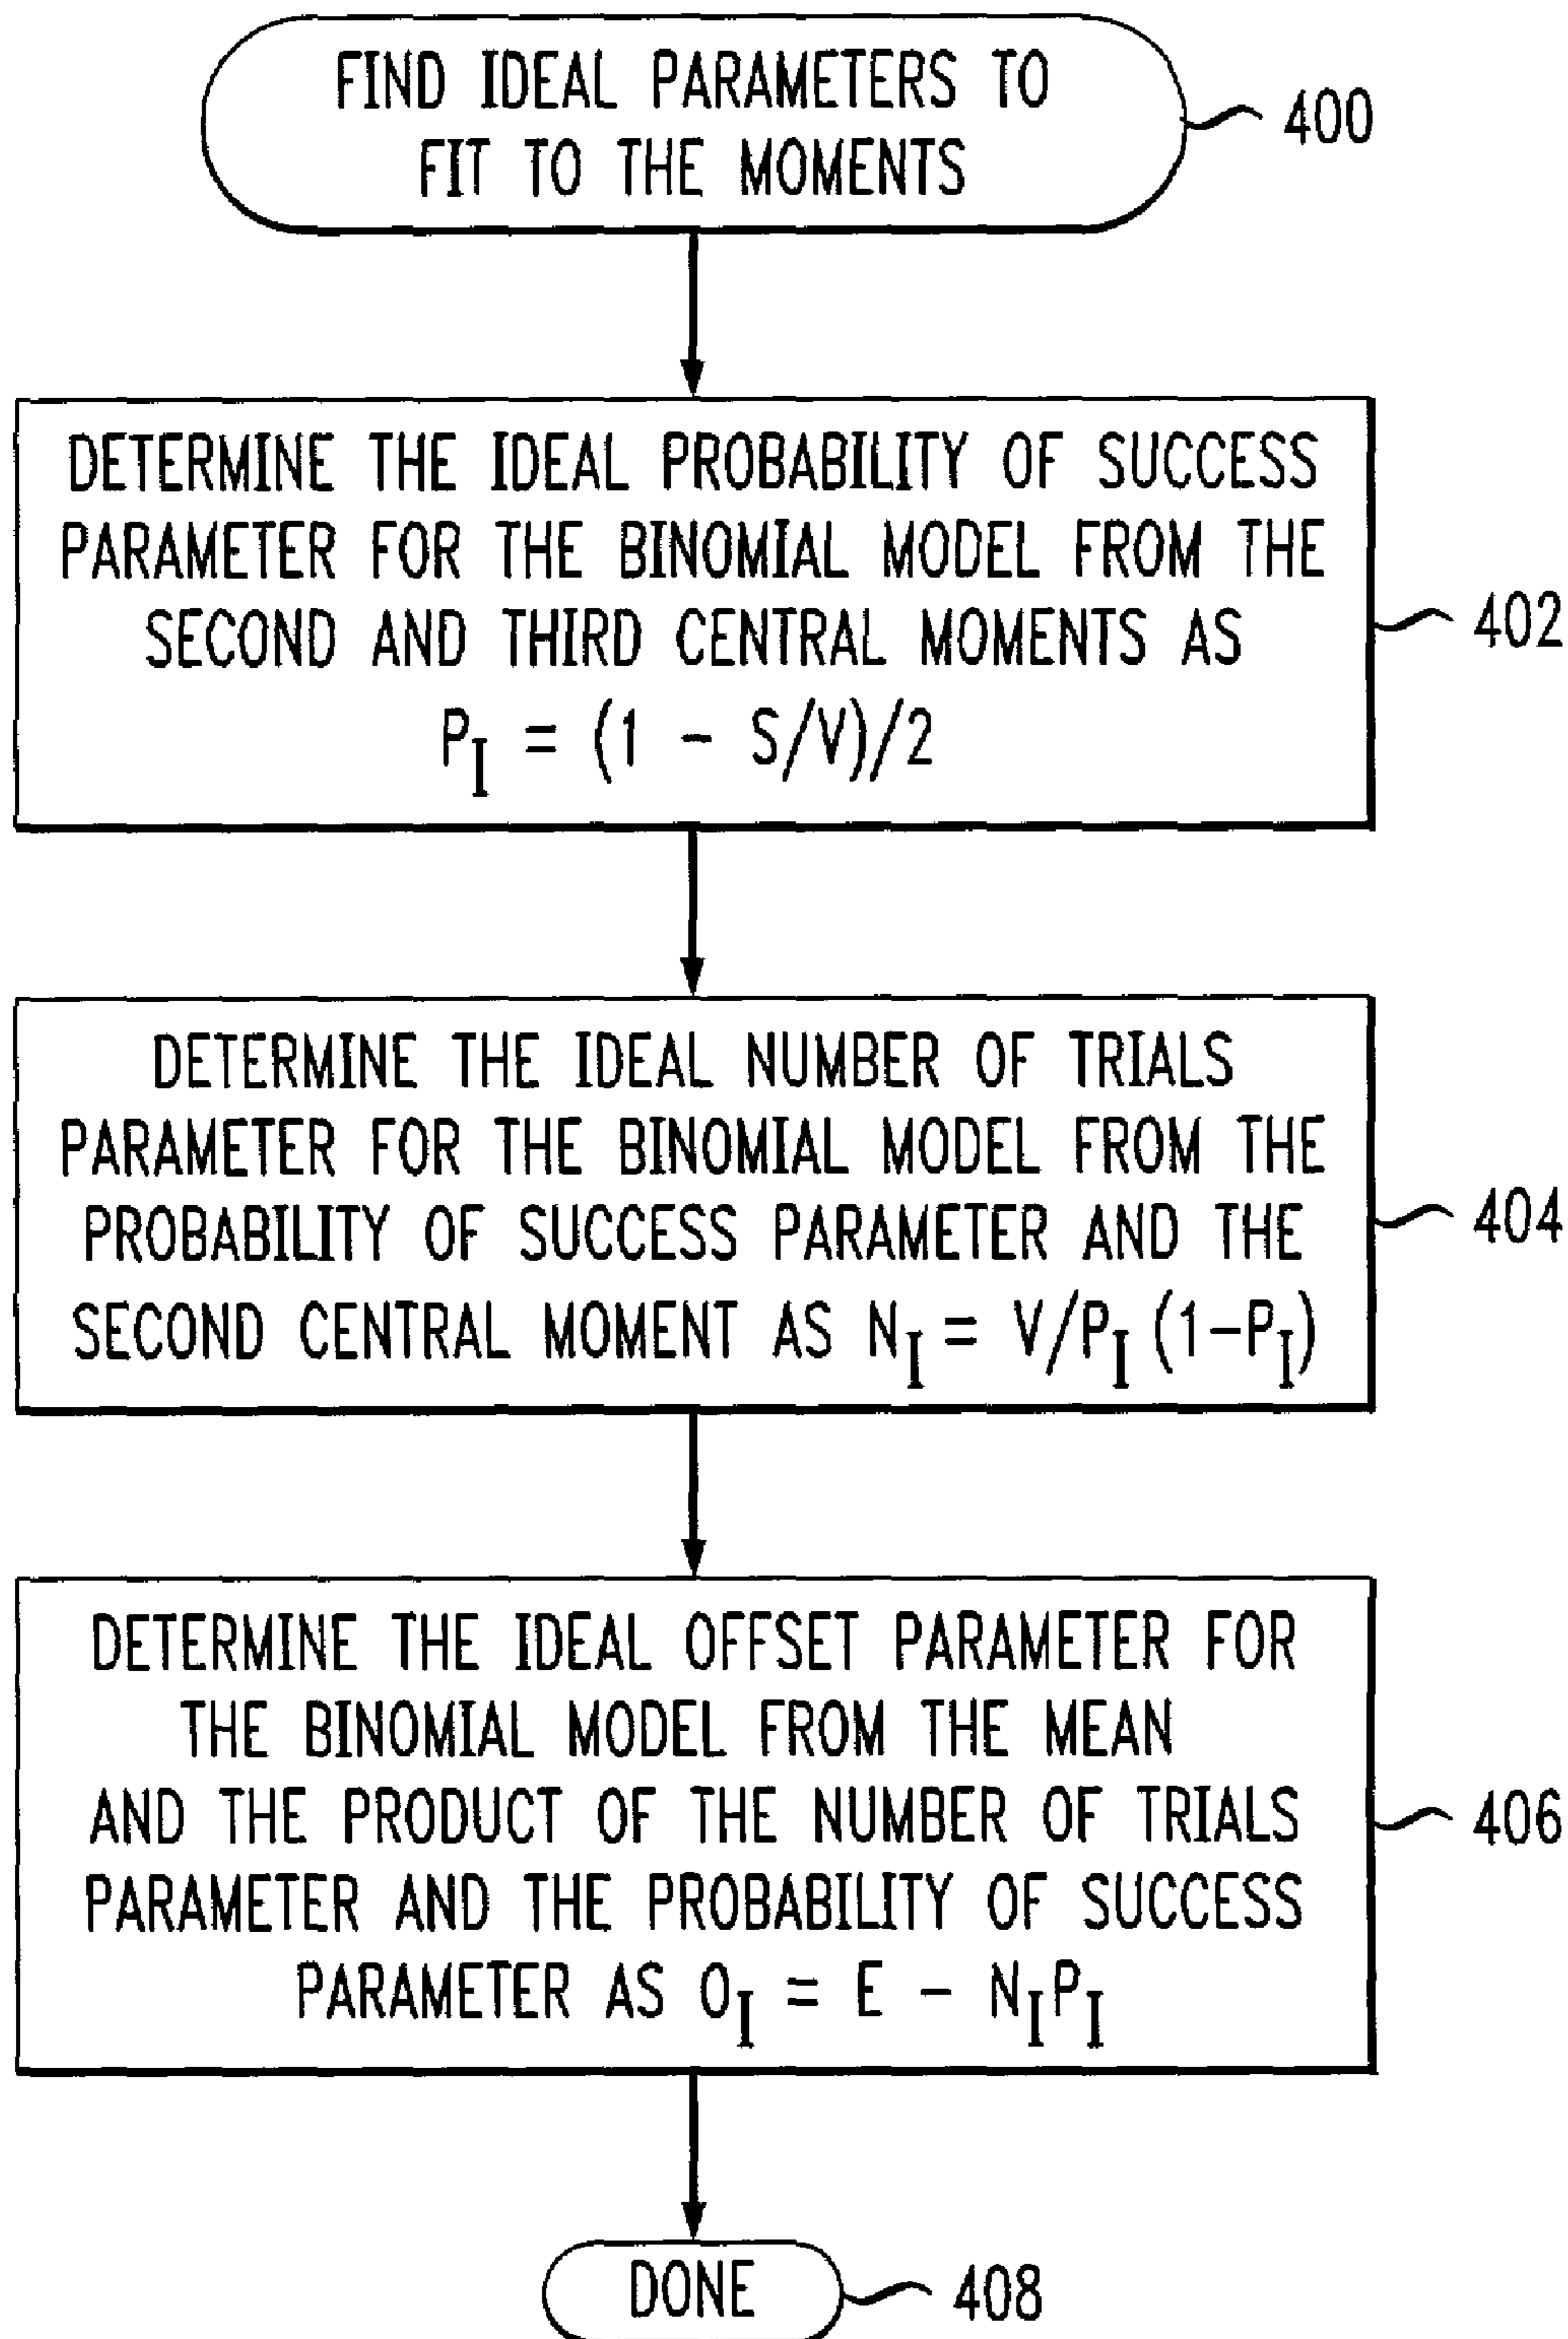 FIND IDEAL PARAMETERS TO
FIT TO THE MOMENTS
400
DETERMINE THE IDEAL PROBABILITY OF SUCCESS
PARAMETER FOR THE BINOMIAL MODEL FROM THE
SECOND AND THIRD CENTRAL MOMENTS AS
P_I = (1 - S/V)/2
402
DETERMINE THE IDEAL NUMBER OF TRIALS
PARAMETER FOR THE BINOMIAL MODEL FROM THE
PROBABILITY OF SUCCESS PARAMETER AND THE
SECOND CENTRAL MOMENT AS N_I = V/P_I (1-P_I)
404
DETERMINE THE IDEAL OFFSET PARAMETER FOR
THE BINOMIAL MODEL FROM THE MEAN
AND THE PRODUCT OF THE NUMBER OF TRIALS
PARAMETER AND THE PROBABILITY OF SUCCESS
PARAMETER AS O_I = E - N_I P_I
406
DONE
408